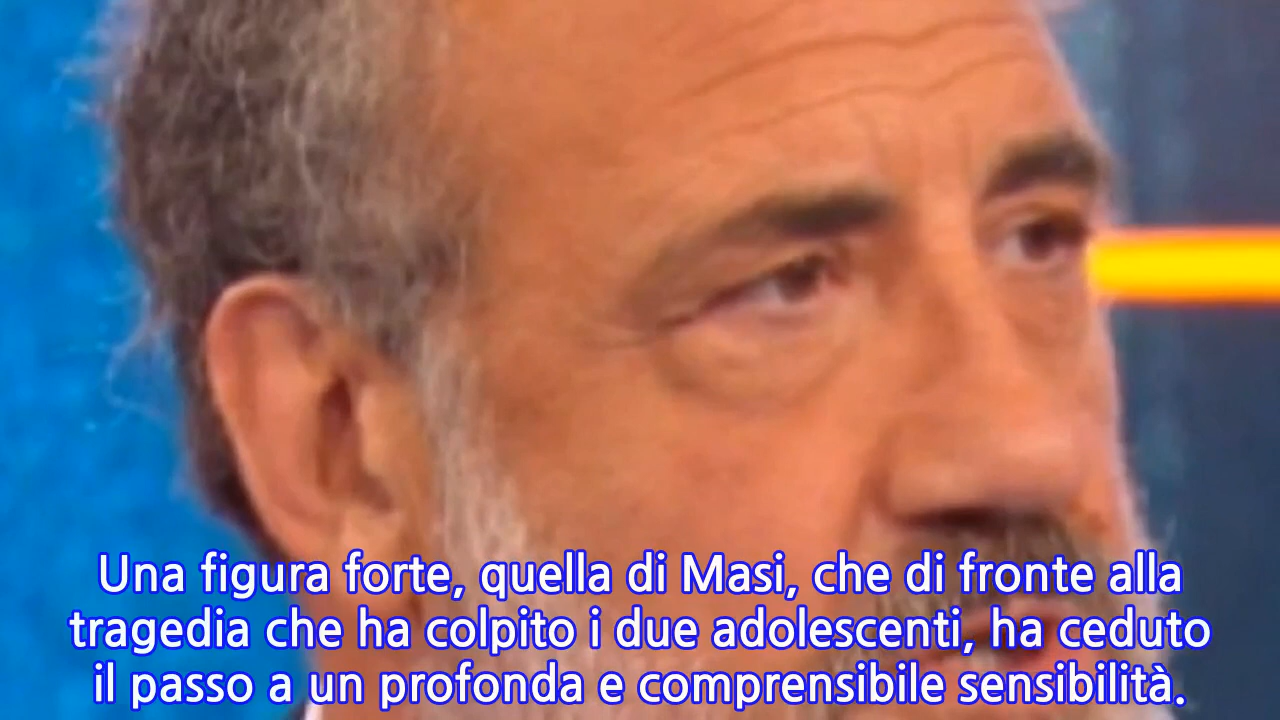 Una figura forte, quella di Masi, che di fronte alla
tragedia che ha colpito i due adolescenti, ha ceduto
il passo a un profonda e comprensibile sensibilità.